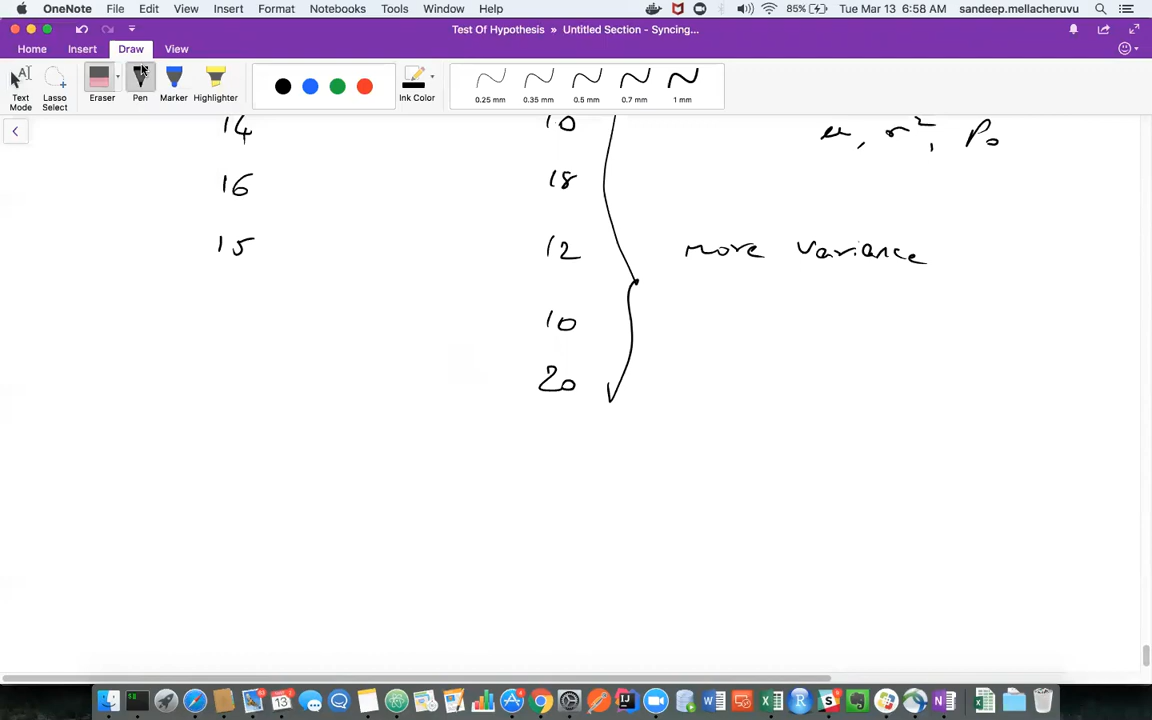 OneNote File Edit View Insert Format Notebooks Tools Window Help 85% Tue Mar 13 6:58 AM sandeep.mellacheruvu
Test Of Hypothesis » Untitled Section - Syncing...
Home Insert Draw View
Text Mode Lasso Select Eraser Pen Marker Highlighter Ink Color 0.25 mm 0.35 mm 0.5 mm 0.7 mm 1 mm
14 10 μ, σ², P₀
16 18
15 12 more variance
10
20